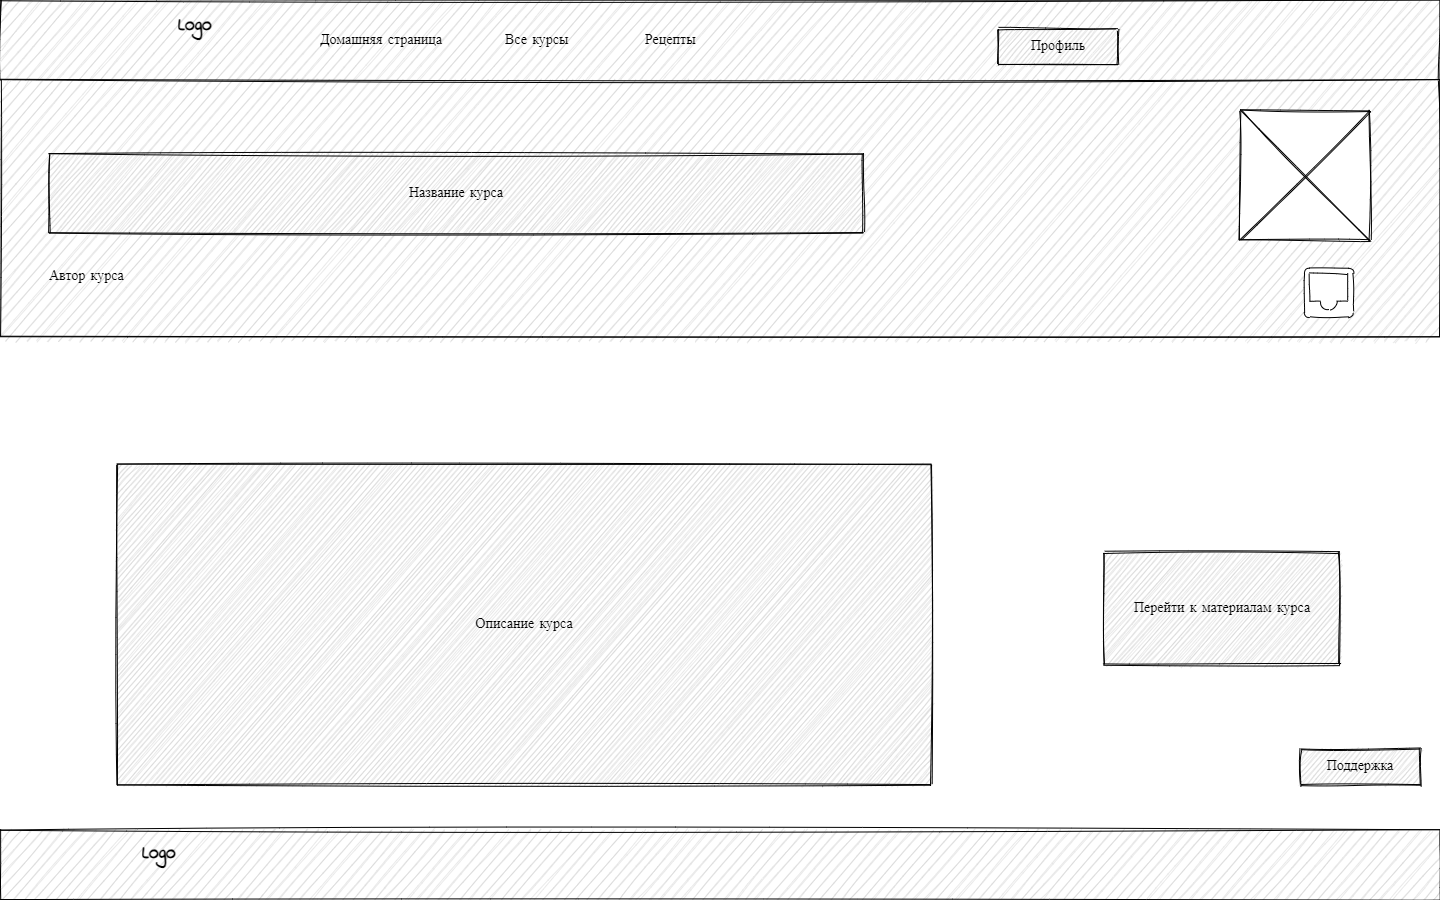 Logo
Домашняя страница
Все курсы
Рецепты
Профиль
Название курса
Автор курса
Описание курса
Перейти к материалам курса
Поддержка
Logo